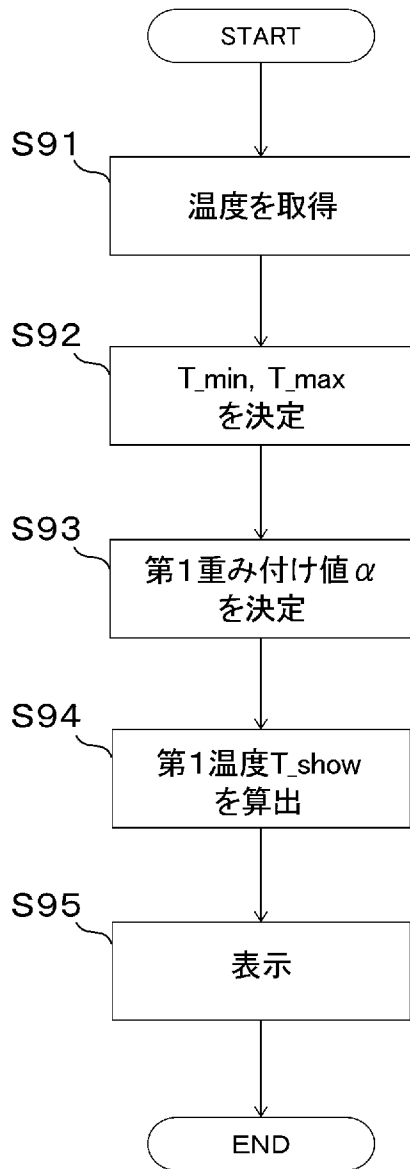 START
S91
温度を取得
S92
T_min, T_max
を決定
S93
第1重み付け値α
を決定
S94
第1温度T_show
を算出
S95
表示
END